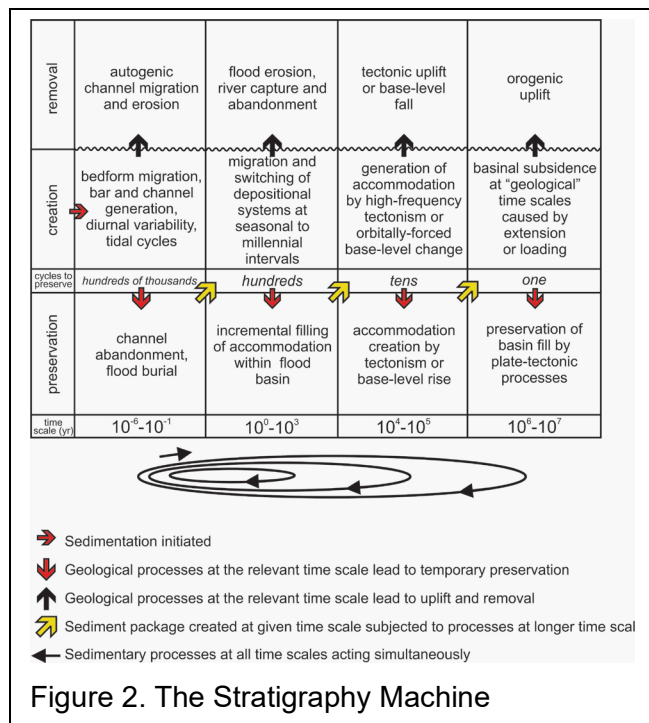 removal
autogenic
channel migration
and erosion
flood erosion,
river capture and
abandonment
tectonic uplift
or base-level
fall
orogenic
uplift
creation
bedform migration,
bar and channel
generation,
diurnal variability,
tidal cycles
migration and
switching of
depositional
systems at
seasonal to
millennial
intervals
generation of
accommodation
by high-frequency
tectonism or
orbitally-forced
base-level change
basinal subsidence
at “geological”
time scales
caused by
extension
or loading
cycles to
preserve
hundreds of thousands
hundreds
tens
one
preservation
channel
abandonment,
flood burial
incremental filling
of accommodation
within flood
basin
accommodation
creation by
tectonism or
base-level rise
preservation of
basin fill by
plate-tectonic
processes
time
scale (yr)
10⁻⁶-10⁻¹
10⁰-10³
10⁴-10⁵
10⁶-10⁷
Sedimentation initiated
Geological processes at the relevant time scale lead to temporary preservation
Geological processes at the relevant time scale lead to uplift and removal
Sediment package created at given time scale subjected to processes at longer time scal
Sedimentary processes at all time scales acting simultaneously
Figure 2. The Stratigraphy Machine